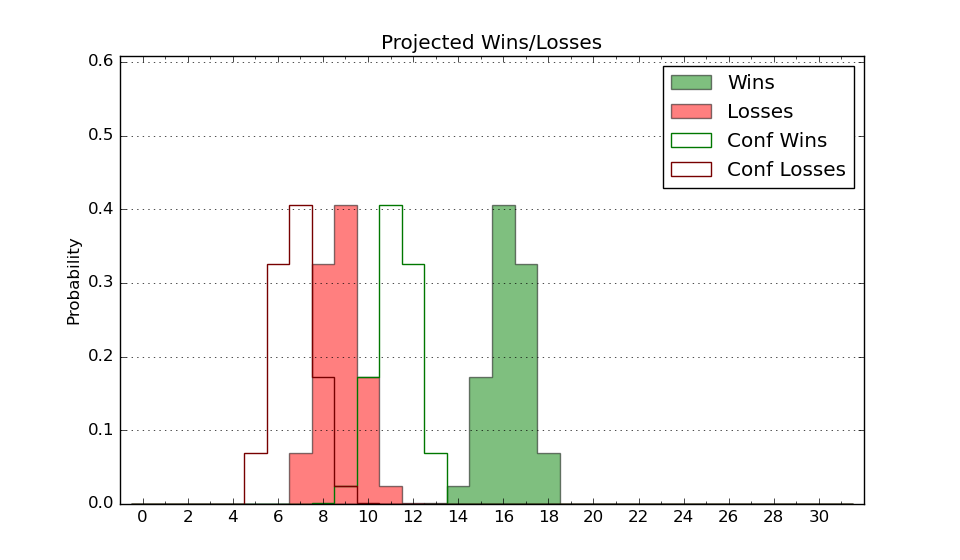 Projected Wins/Losses
0.6
0.5
0.4
0.3
0.2
0.1
0.0
Probability
Wins
Losses
Conf Wins
Conf Losses
0 2 4 6 8 10 12 14 16 18 20 22 24 26 28 30